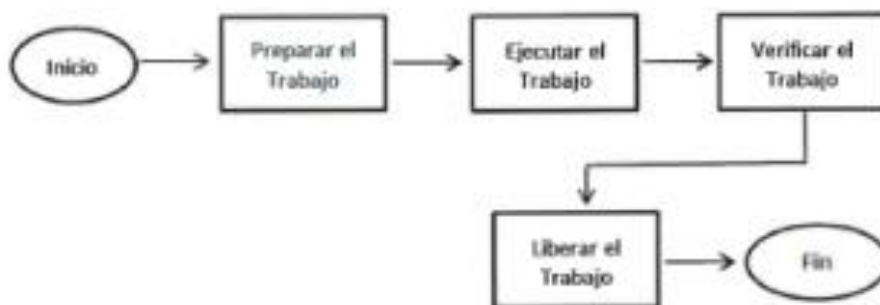 Inicio
Preparar el
Trabajo
Ejecutar el
Trabajo
Verificar el
Trabajo
Liberar el
Trabajo
Fin